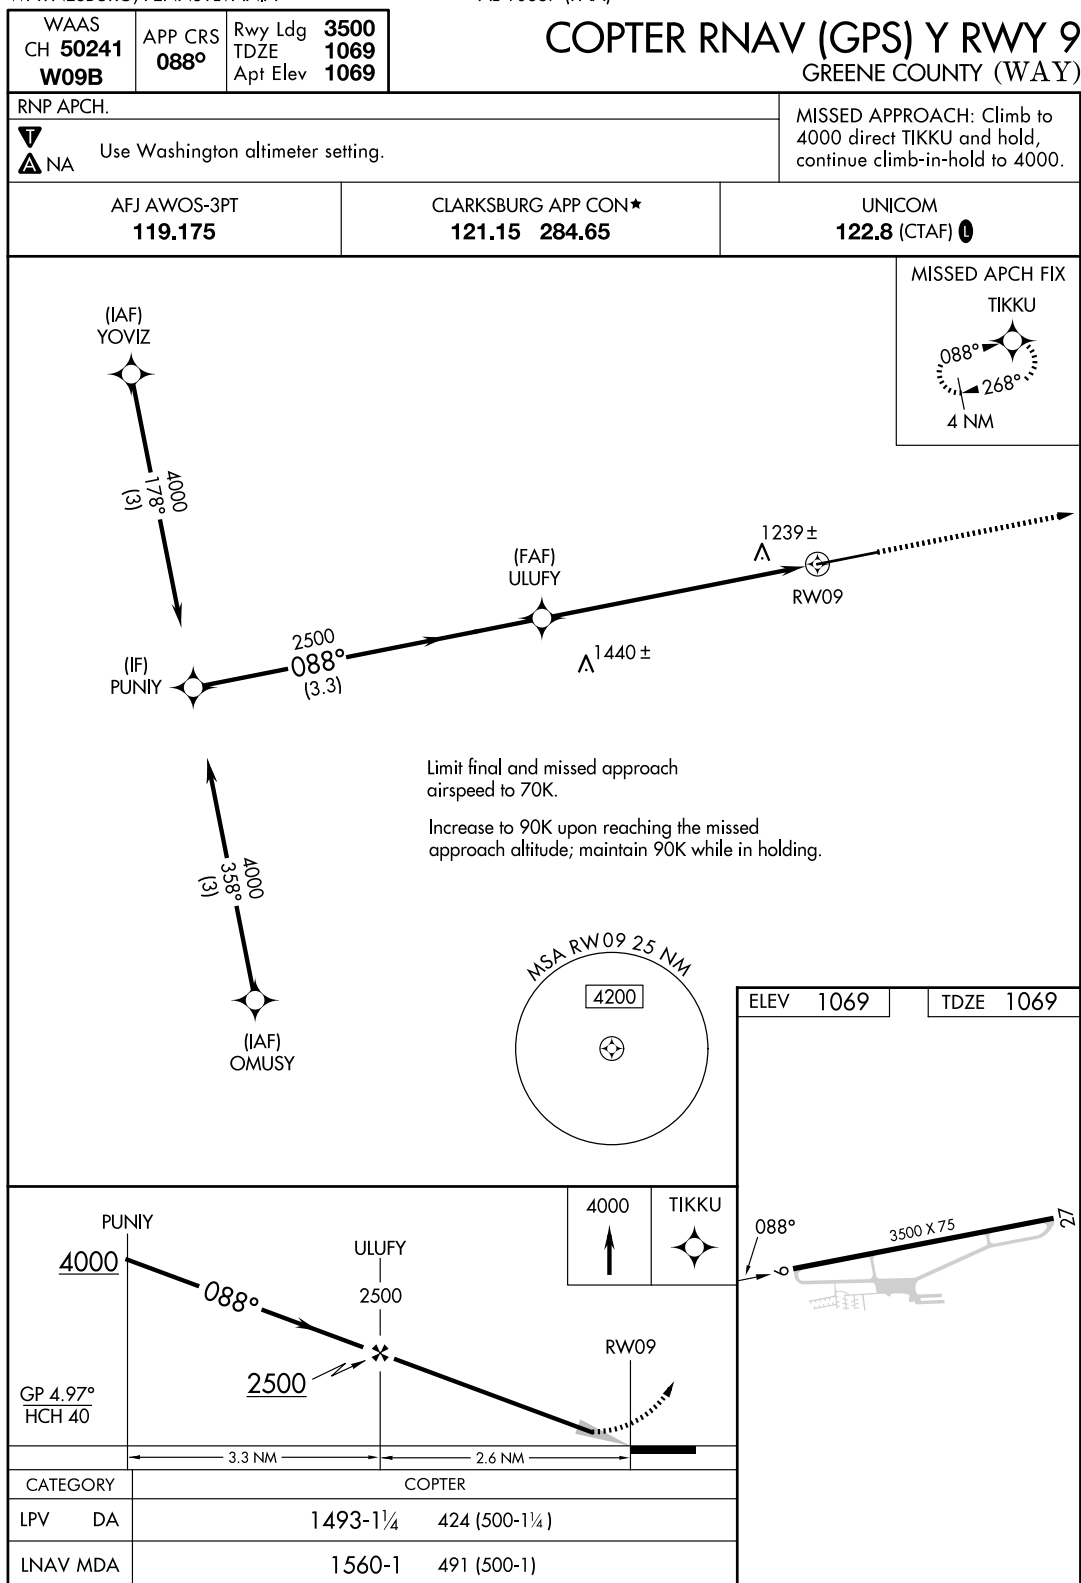 WAAS
CH 50241
W09B
APP CRS
088°
Rwy Ldg 3500
TDZE 1069
Apt Elev 1069
COPTER RNAV (GPS) Y RWY 9
GREENE COUNTY (WAY)
RNP APCH.
T
A NA
Use Washington altimeter setting.
MISSED APPROACH: Climb to
4000 direct TIKKU and hold,
continue climb-in-hold to 4000.
AFJ AWOS-3PT
119.175
CLARKSBURG APP CON★
121.15 284.65
UNICOM
122.8 (CTAF) L
MISSED APCH FIX
TIKKU
088°
268°
4 NM
(IAF)
YOVIZ
4000
178°
(3)
(FAF)
ULUFY
1239±
RW09
1440±
(IF)
PUNIY
2500
088°
(3.3)
Limit final and missed approach
airspeed to 70K.
Increase to 90K upon reaching the missed
approach altitude; maintain 90K while in holding.
4000
358°
(3)
(IAF)
OMUSY
MSA RW09 25 NM
4200
ELEV 1069
TDZE 1069
088°
9
3500 X 75
27
PUNIY
4000
088°
ULUFY
2500
2500
4000
TIKKU
RW09
GP 4.97°
HCH 40
3.3 NM
2.6 NM
CATEGORY
COPTER
LPV DA
1493-1¼ 424 (500-1¼)
LNAV MDA
1560-1 491 (500-1)